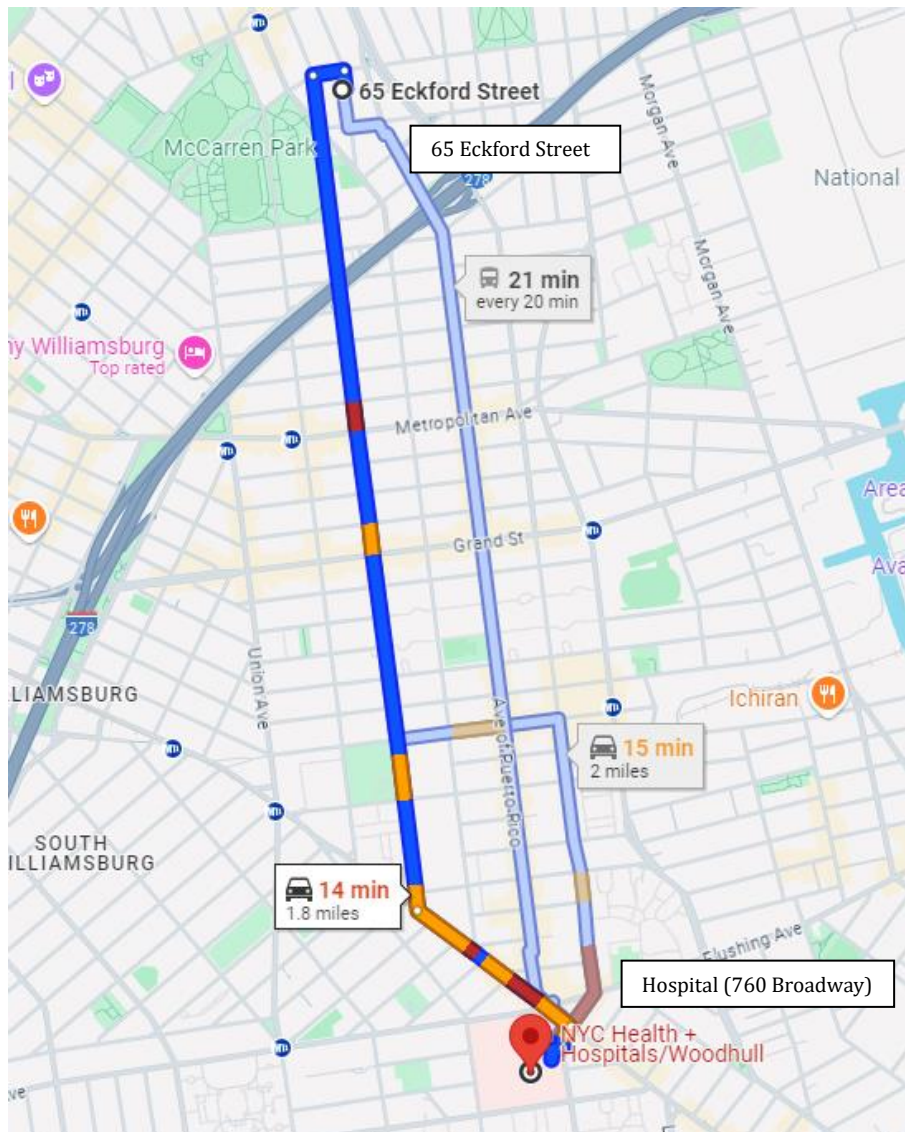 65 Eckford Street
65 Eckford Street
McCarren Park
Morgan Ave
278
National
21 min
every 20 min
Morgan Ave
Williamsburg
Top rated
Metropolitan Ave
Area
Grand St
Ava
278
Union Ave
Ichiran
Ave of Puerto Rico
15 min
2 miles
SOUTH
14 min
1.8 miles
Flushing Ave
Hospital (760 Broadway)
NYC Health +
Hospitals/Woodhull